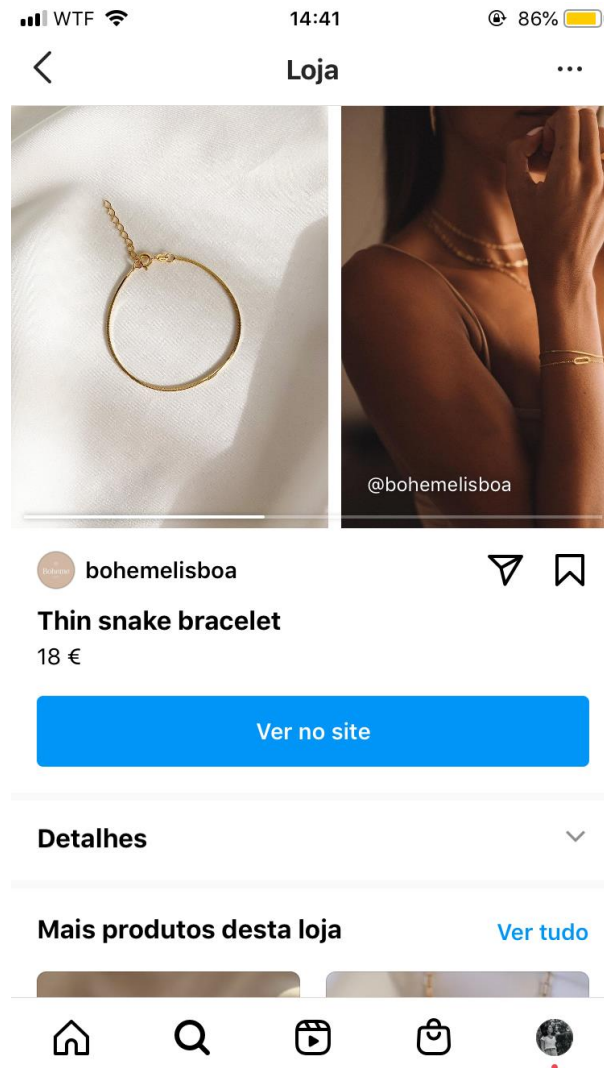 WTF 14:41 86%
Loja
@bohemelisboa
Boheme
bohemelisboa
Thin snake bracelet
18 €
Ver no site
Detalhes
Mais produtos desta loja
Ver tudo